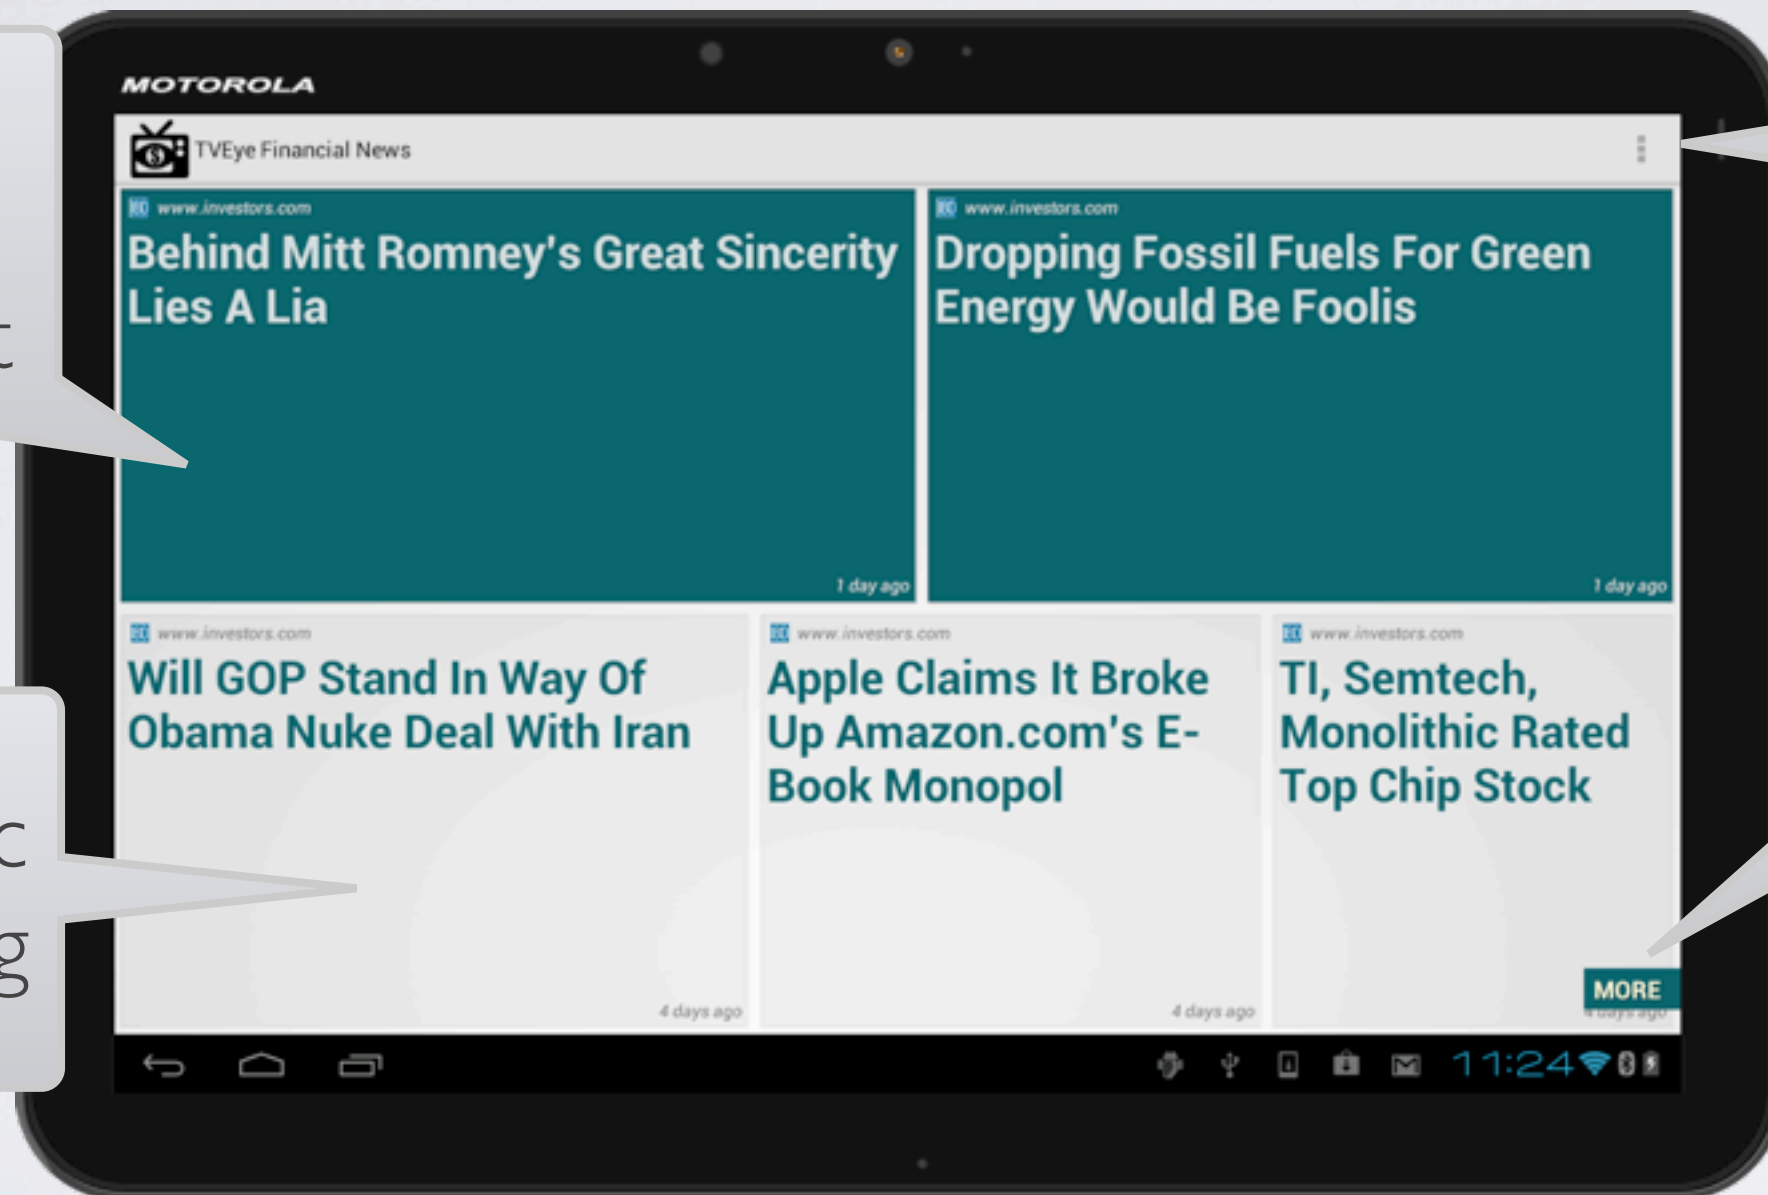 MOTOROLA
TVEye Financial News
www.investors.com
Behind Mitt Romney's Great Sincerity
Lies A Lia
1 day ago
www.investors.com
Dropping Fossil Fuels For Green
Energy Would Be Foolis
1 day ago
www.investors.com
Will GOP Stand In Way Of
Obama Nuke Deal With Iran
4 days ago
www.investors.com
Apple Claims It Broke
Up Amazon.com's E-
Book Monopol
4 days ago
www.investors.com
TI, Semtech,
Monolithic Rated
Top Chip Stock
MORE
4 days ago
11:24
t
c
g